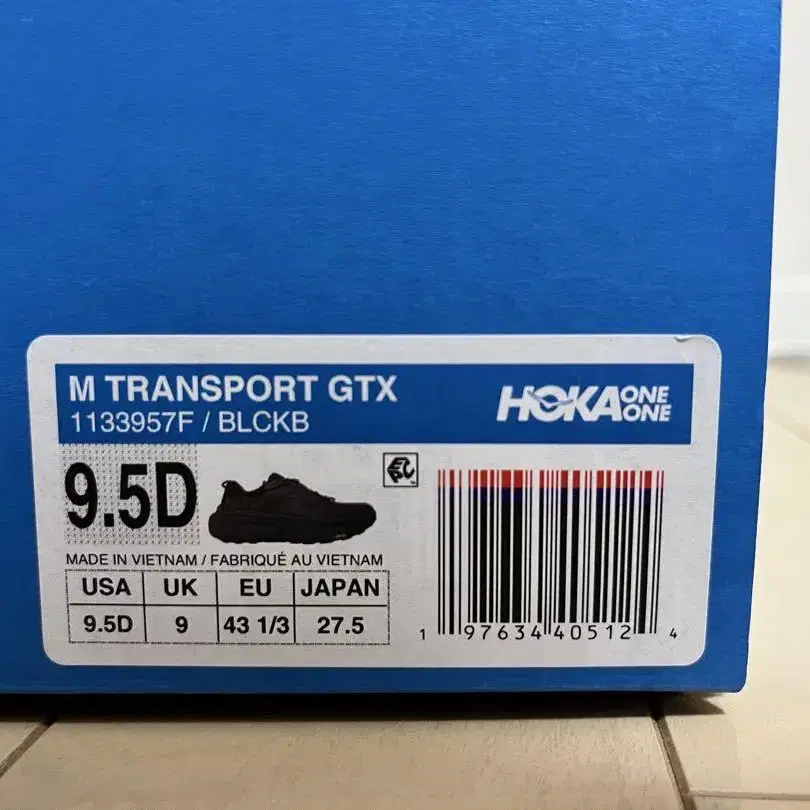 M TRANSPORT GTX
1133957F / BLCKB
HOKA ONE ONE
9.5D
MADE IN VIETNAM / FABRIQUÉ AU VIETNAM
USA UK EU JAPAN
9.5D 9 43 1/3 27.5
1 97634 40512 4